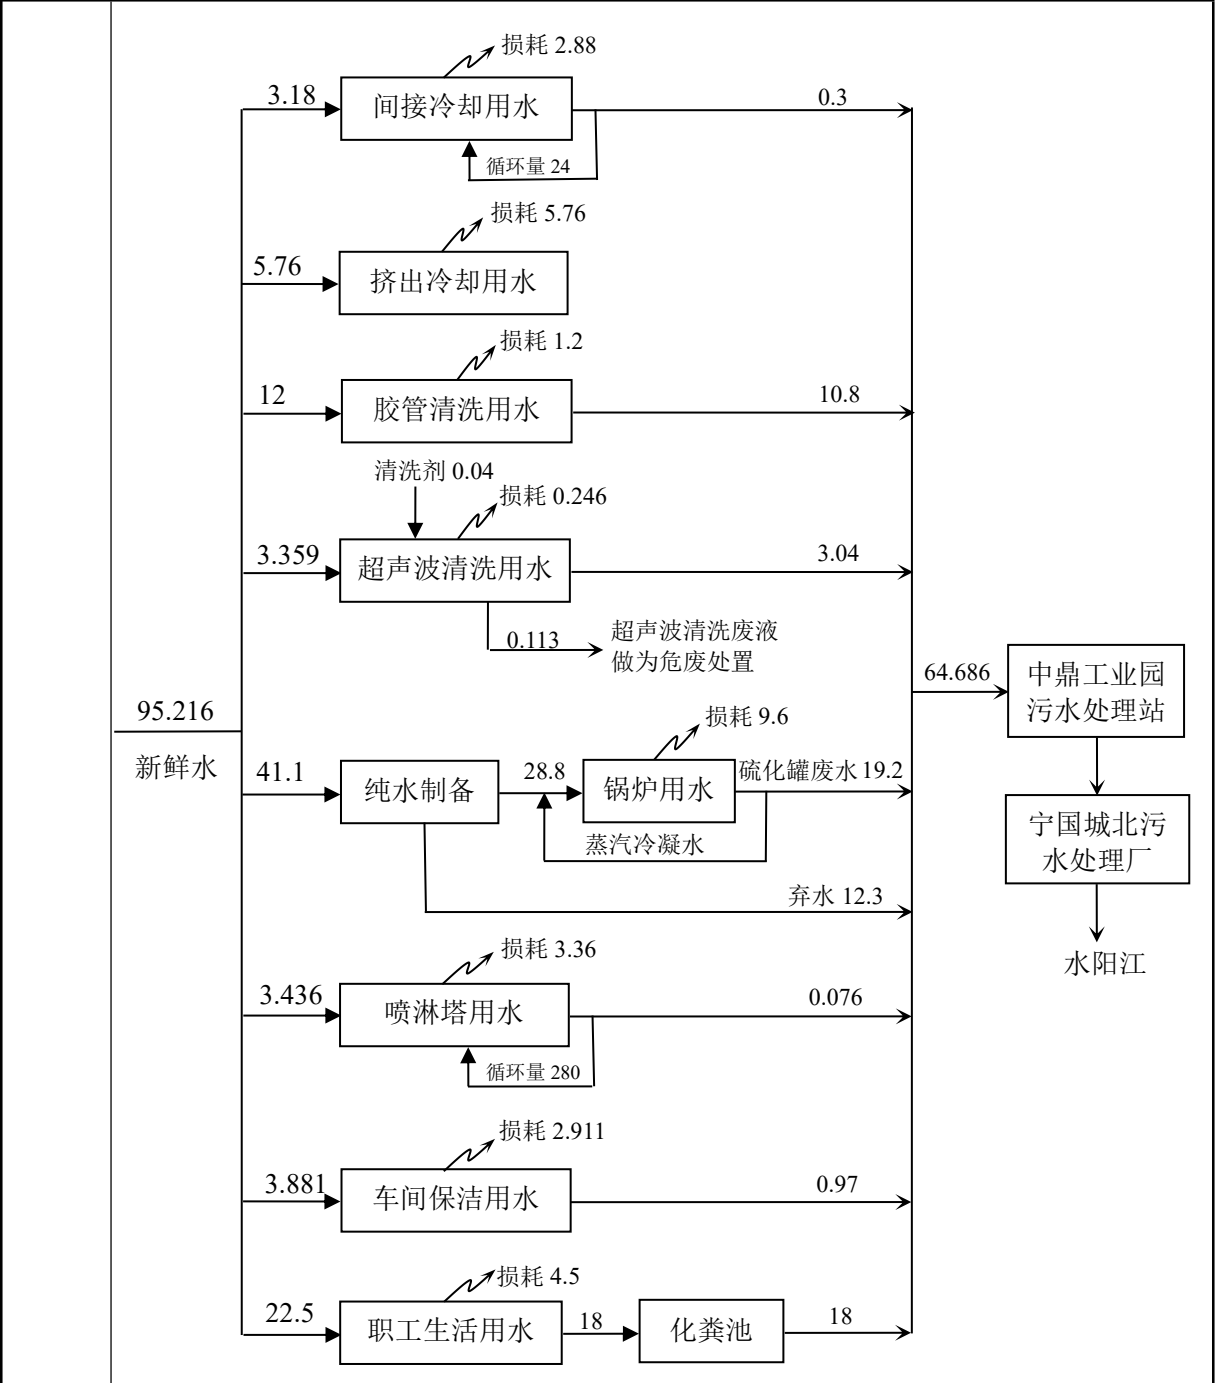 损耗 2.88
3.18
间接冷却用水
0.3
循环量 24
损耗 5.76
5.76
挤出冷却用水
损耗 1.2
12
胶管清洗用水
10.8
清洗剂 0.04
损耗 0.246
3.359
超声波清洗用水
3.04
0.113
超声波清洗废液
做为危废处置
64.686
中鼎工业园
污水处理站
95.216
新鲜水
损耗 9.6
41.1
纯水制备
28.8
锅炉用水
硫化罐废水 19.2
蒸汽冷凝水
宁国城北污
水处理厂
弃水 12.3
水阳江
损耗 3.36
3.436
喷淋塔用水
0.076
循环量 280
损耗 2.911
3.881
车间保洁用水
0.97
损耗 4.5
22.5
职工生活用水
18
化粪池
18